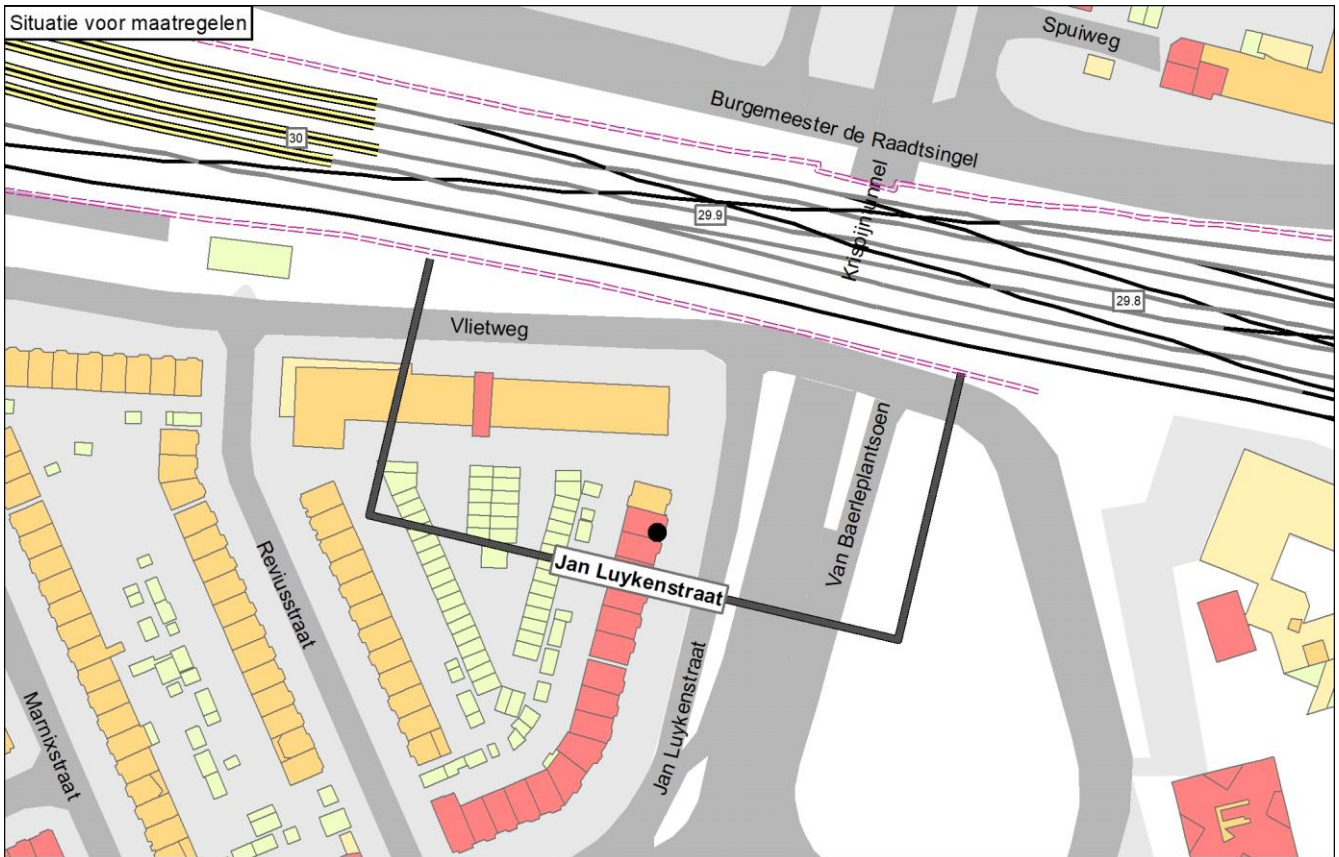 Situatie voor maatregelen
Spuiweg
Burgemeester de Raadtsingel
30
29.9
Krispijntunnel
29.8
Vlietweg
Van Baerleplantsoen
Jan Luykenstraat
Reviusstraat
Jan Luykenstraat
Marnixstraat